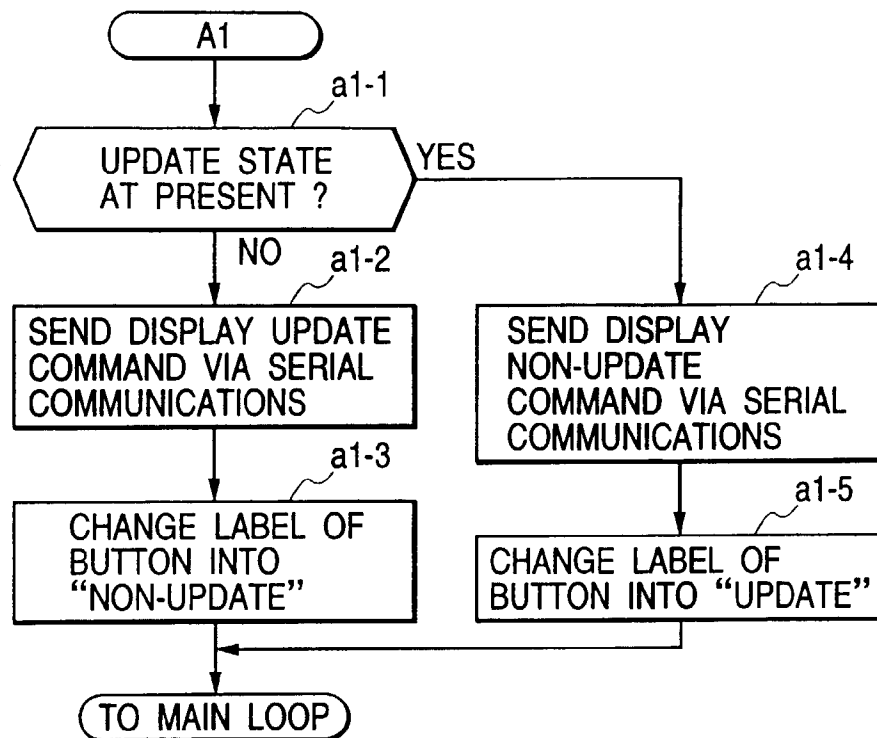 A1
a1-1
UPDATE STATE
AT PRESENT ?
YES
NO
a1-2
SEND DISPLAY UPDATE
COMMAND VIA SERIAL
COMMUNICATIONS
a1-3
CHANGE LABEL OF
BUTTON INTO
“NON-UPDATE”
a1-4
SEND DISPLAY
NON-UPDATE
COMMAND VIA SERIAL
COMMUNICATIONS
a1-5
CHANGE LABEL OF
BUTTON INTO “UPDATE”
TO MAIN LOOP